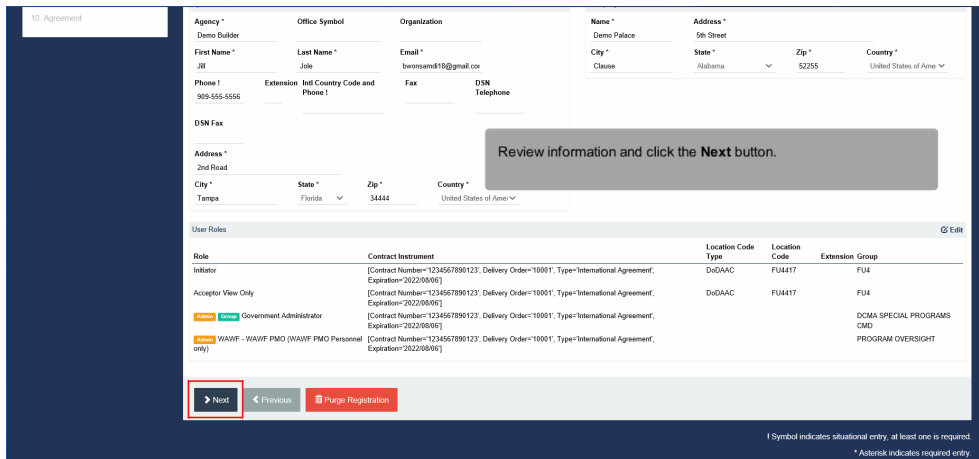 10. Agreement
Agency * Office Symbol Organization
Demo Builder
First Name * Last Name * Email *
Jill Jole bwonsamdi18@gmail.com
Phone ! Extension Intl Country Code and Phone ! Fax DSN Telephone
909-555-5556
DSN Fax
Address *
2nd Road
City * State * Zip * Country *
Tampa Florida 34444 United States of Amer
Name * Address *
Demo Palace 5th Street
City * State * Zip * Country *
Clause Alabama 52255 United States of Amer
Review information and click the Next button.
User Roles Edit
Role Contract Instrument Location Code Type Location Code Extension Group
Initiator [Contract Number='1234567890123', Delivery Order='10001', Type='International Agreement', DoDAAC FU4417 FU4
Expiration='2022/08/06']
Acceptor View Only [Contract Number='1234567890123', Delivery Order='10001', Type='International Agreement', DoDAAC FU4417 FU4
Expiration='2022/08/06']
Admin Group Government Administrator [Contract Number='1234567890123', Delivery Order='10001', Type='International Agreement', DCMA SPECIAL PROGRAMS
Expiration='2022/08/06'] CMD
Admin WAWF - WAWF PMO (WAWF PMO Personnel [Contract Number='1234567890123', Delivery Order='10001', Type='International Agreement', PROGRAM OVERSIGHT
only) Expiration='2022/08/06']
Next Previous Purge Registration
! Symbol indicates situational entry, at least one is required.
* Asterisk indicates required entry.